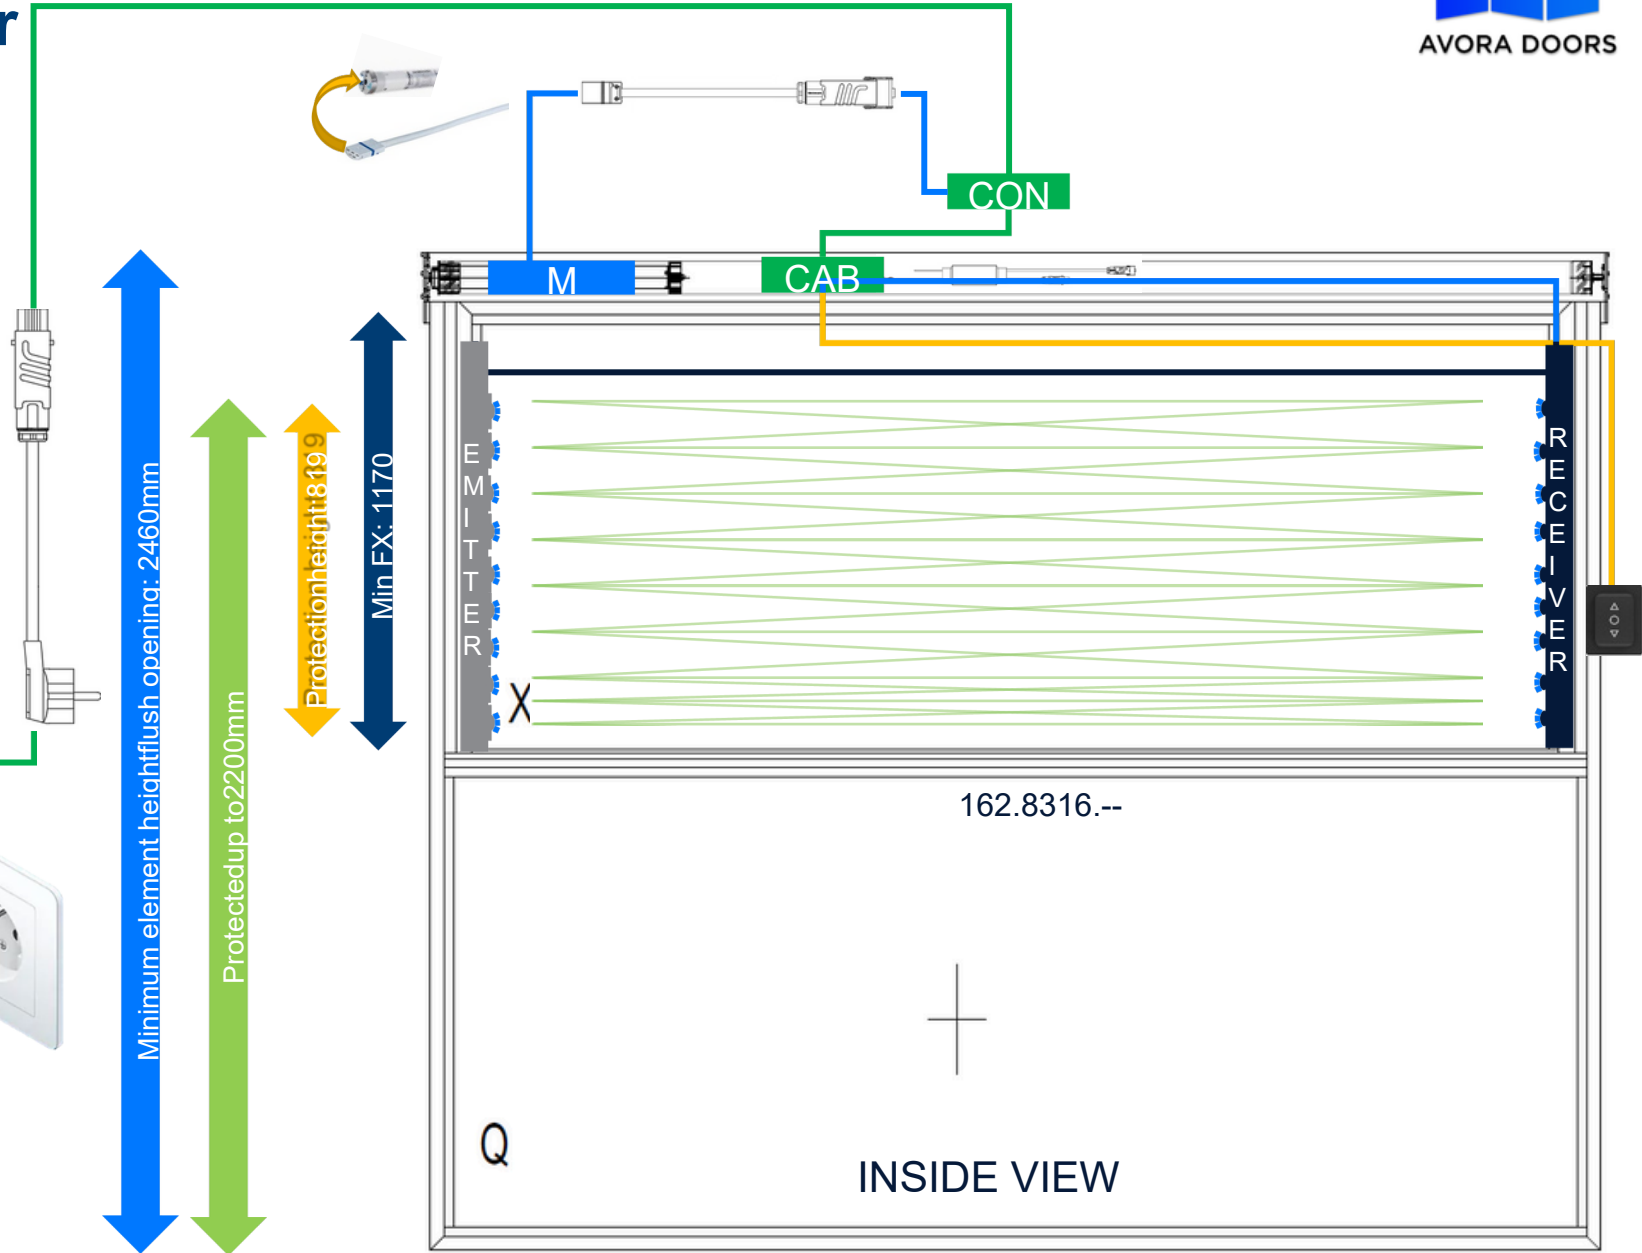 r
AVORA DOORS
CON
M
CAB
EMITTER
RECEIVER
Minimum element heightflush opening: 2460mm
Protectedup to2200mm
Protectionheight:819
Min FX: 1170
X
162.8316.--
Q
INSIDE VIEW